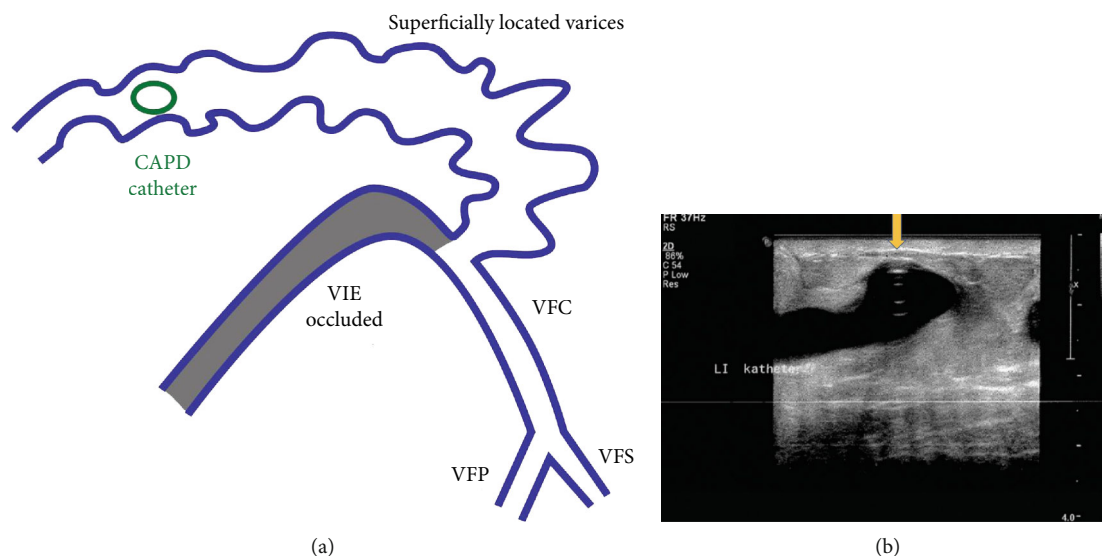 Superficially located varices
CAPD
catheter
VIE
occluded
VFC
VFP
VFS
(a)
FR 37Hz
RS
2D
86%
C 54
P Low
Res
x
LI katheter
4.0
(b)